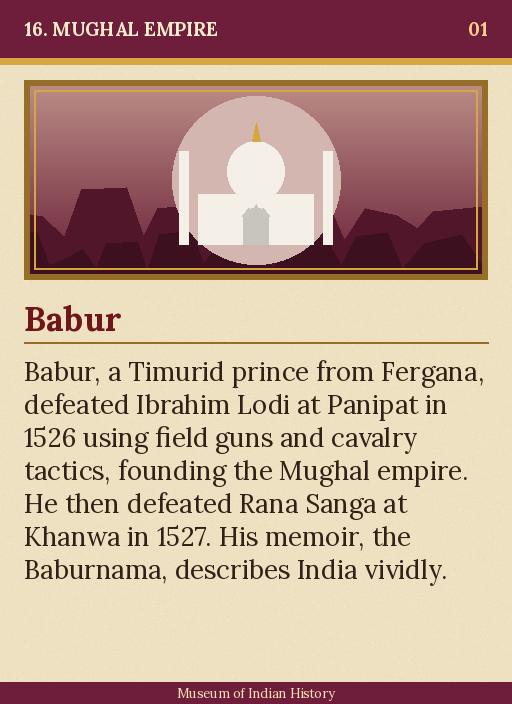 16. MUGHAL EMPIRE
01
Babur
Babur, a Timurid prince from Fergana,
defeated Ibrahim Lodi at Panipat in
1526 using field guns and cavalry
tactics, founding the Mughal empire.
He then defeated Rana Sanga at
Khanwa in 1527. His memoir, the
Baburnama, describes India vividly.
Museum of Indian History